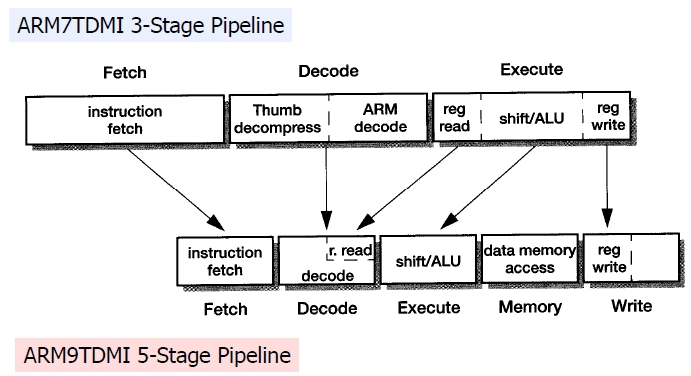 ARM7TDMI 3-Stage Pipeline
Fetch Decode Execute
instruction
fetch
Thumb
decompress
ARM
decode
reg
read
shift/ALU
reg
write
instruction
fetch
r. read
decode
shift/ALU
data memory
access
reg
write
Fetch Decode Execute Memory Write
ARM9TDMI 5-Stage Pipeline